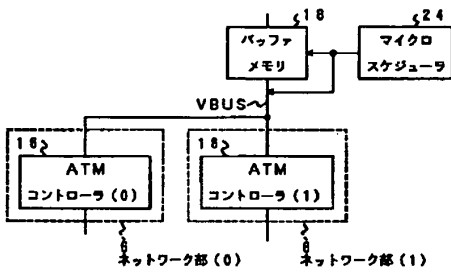 18
24
バッファ
メモリ
マイクロ
スケジューラ
VBUS
16
ATM
コントローラ(0)
18
ATM
コントローラ(1)
6
ネットワーク部(0)
6
ネットワーク部(1)